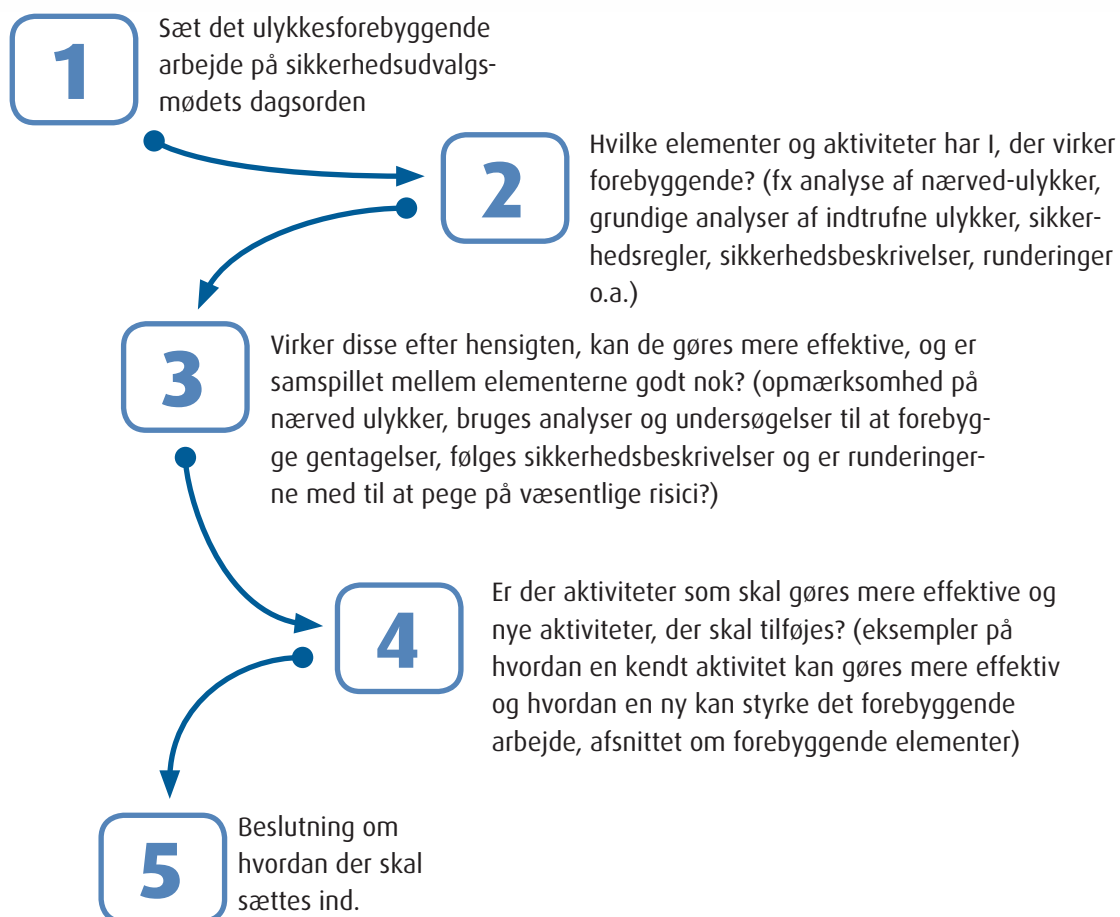 1
Sæt det ulykkesforebyggende
arbejde på sikkerhedsudvalgs-
mødets dagsorden
2
Hvilke elementer og aktiviteter har I, der virker
forebyggende? (fx analyse af nærved-ulykker,
grundige analyser af indtrufne ulykker, sikker-
hedsregler, sikkerhedsbeskrivelser, runderinger
o.a.)
3
Virker disse efter hensigten, kan de gøres mere effektive, og er
samspillet mellem elementerne godt nok? (opmærksomhed på
nærved ulykker, bruges analyser og undersøgelser til at forebyg-
ge gentagelser, følges sikkerhedsbeskrivelser og er runderinger-
ne med til at pege på væsentlige risici?)
4
Er der aktiviteter som skal gøres mere effektive og
nye aktiviteter, der skal tilføjes? (eksempler på
hvordan en kendt aktivitet kan gøres mere effektiv
og hvordan en ny kan styrke det forebyggende
arbejde, afsnittet om forebyggende elementer)
5
Beslutning om
hvordan der skal
sættes ind.